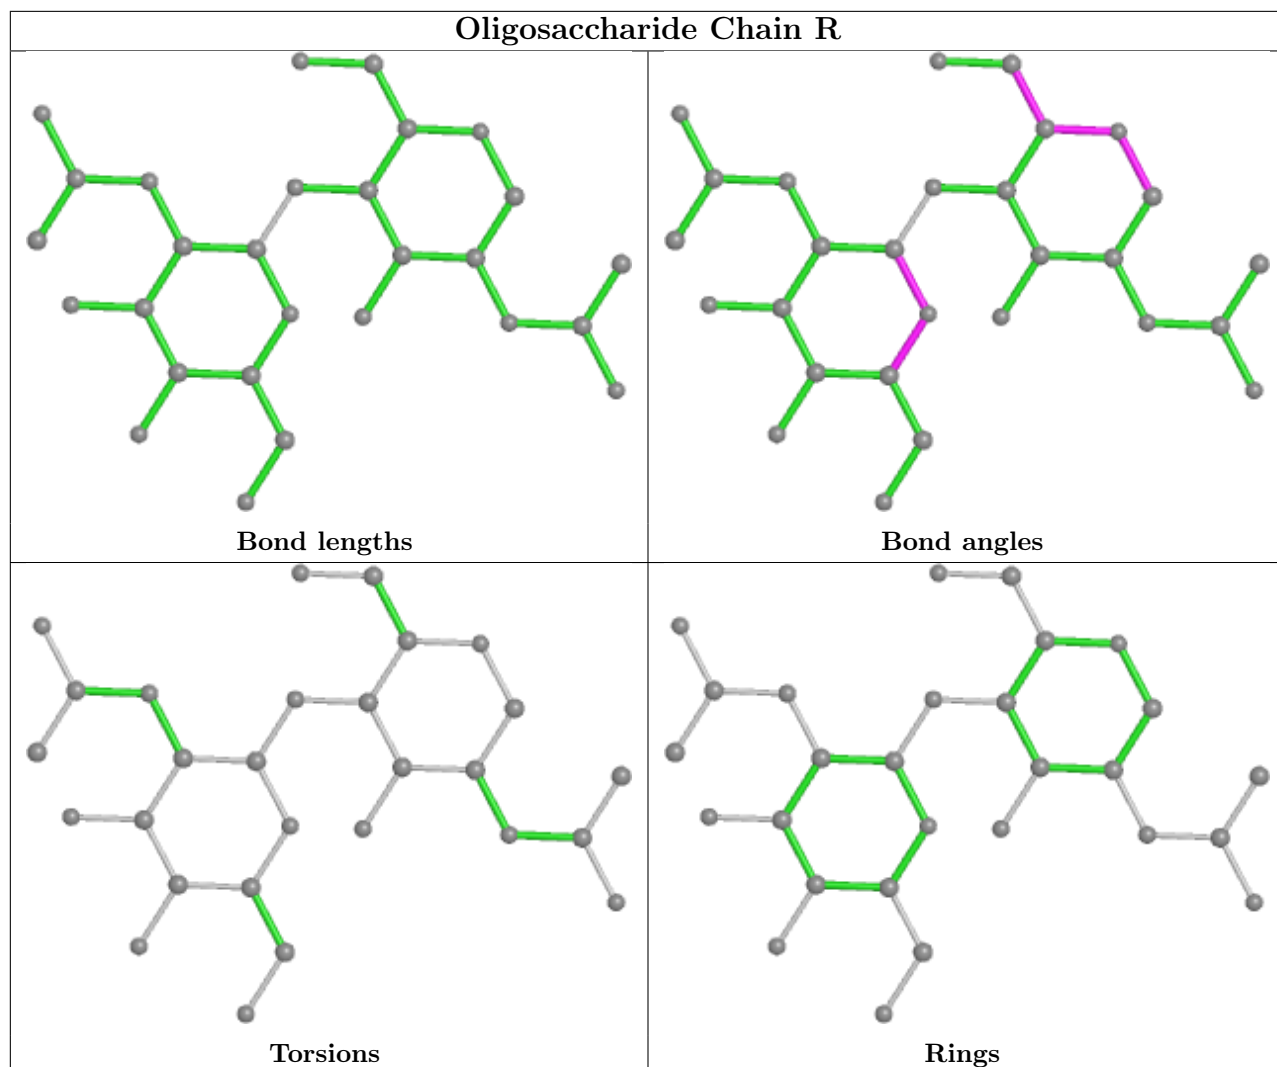 Oligosaccharide Chain R
Bond lengths
Bond angles
Torsions
Rings